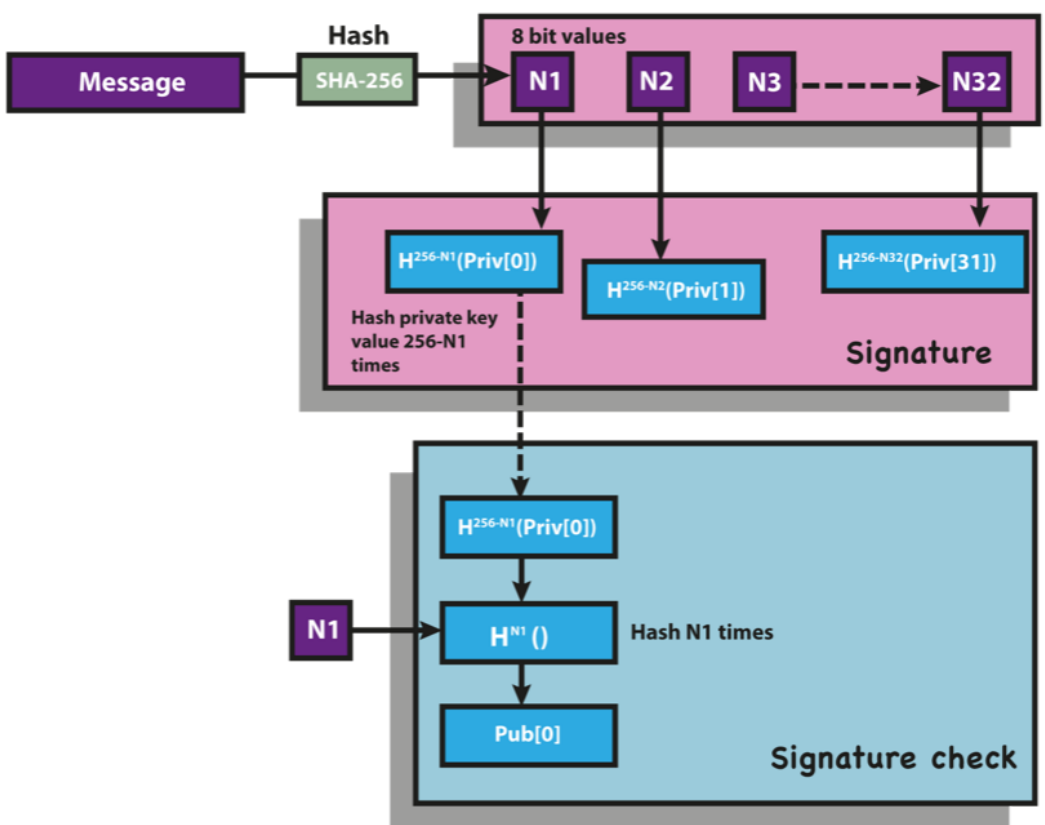 Hash
Message
SHA-256
8 bit values
N1
N2
N3
N32
H²⁵⁶⁻ᴺ¹(Priv[0])
H²⁵⁶⁻ᴺ²(Priv[1])
H²⁵⁶⁻ᴺ³²(Priv[31])
Hash private key
value 256-N1
times
Signature
H²⁵⁶⁻ᴺ¹(Priv[0])
N1
Hᴺ¹ ()
Hash N1 times
Pub[0]
Signature check